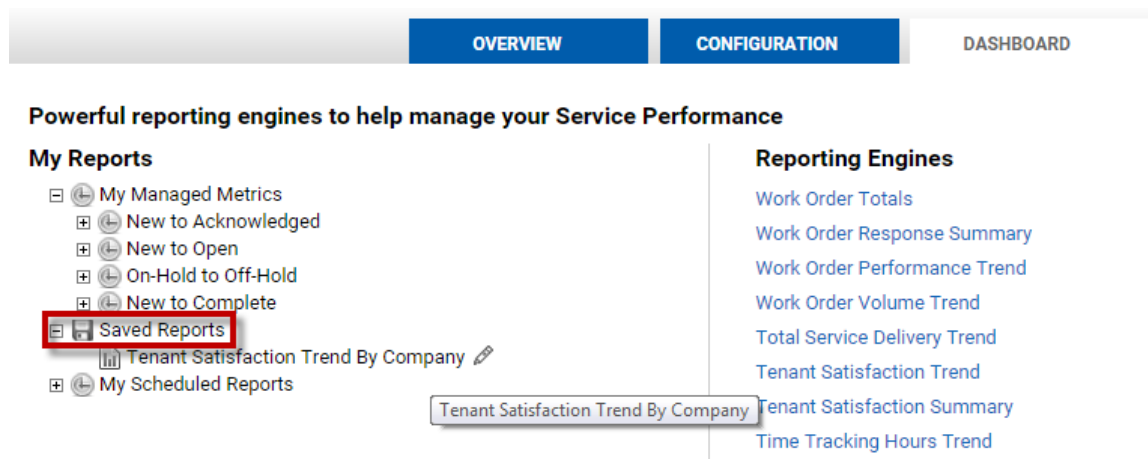 OVERVIEW
CONFIGURATION
DASHBOARD
Powerful reporting engines to help manage your Service Performance
My Reports
My Managed Metrics
New to Acknowledged
New to Open
On-Hold to Off-Hold
New to Complete
Saved Reports
Tenant Satisfaction Trend By Company
My Scheduled Reports
Tenant Satisfaction Trend By Company
Reporting Engines
Work Order Totals
Work Order Response Summary
Work Order Performance Trend
Work Order Volume Trend
Total Service Delivery Trend
Tenant Satisfaction Trend
Tenant Satisfaction Summary
Time Tracking Hours Trend